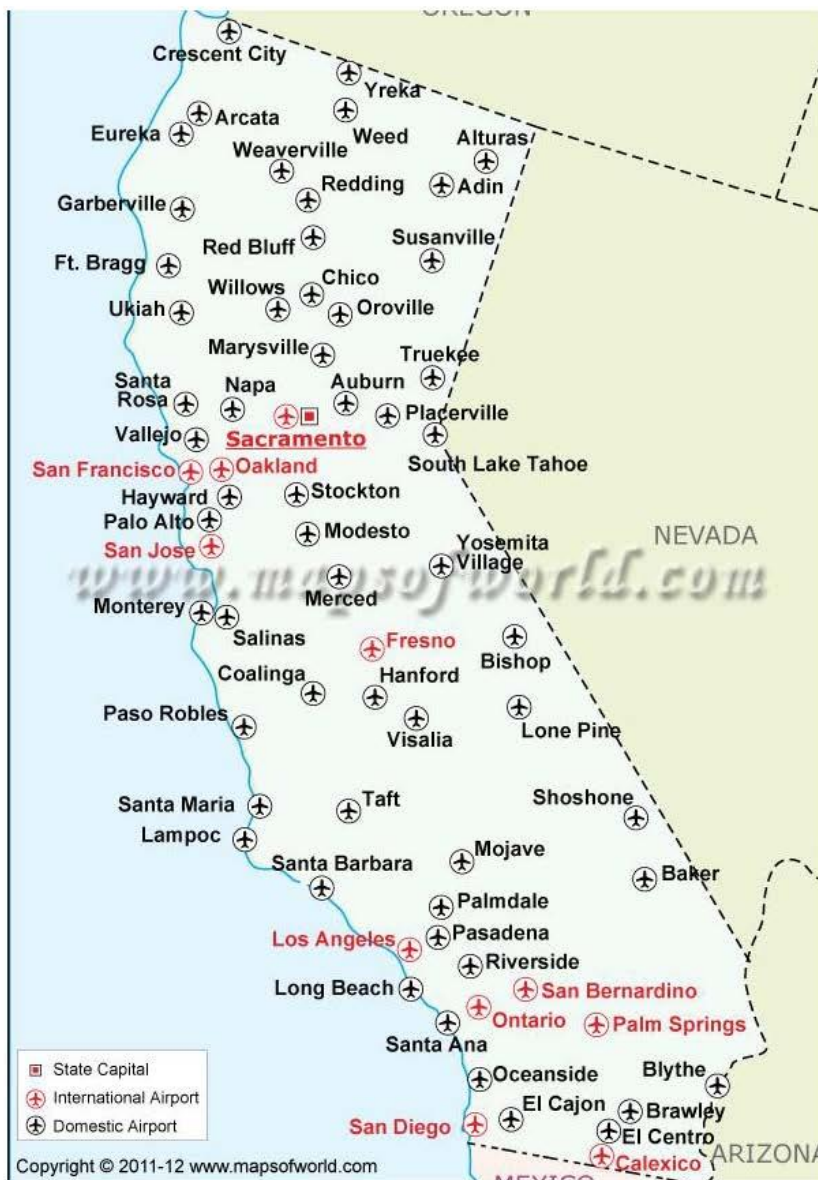 OREGON
Crescent City
Yreka
Arcata
Eureka
Weed
Alturas
Weaverville
Redding
Adin
Garberville
Red Bluff
Susanville
Ft. Bragg
Chico
Willows
Ukiah
Oroville
Marysville
Truekee
Santa
Rosa
Napa
Auburn
Placerville
Vallejo
Sacramento
South Lake Tahoe
San Francisco
Oakland
Hayward
Stockton
Palo Alto
Modesto
NEVADA
San Jose
Yosemita
Village
www.mapsofworld.com
Merced
Monterey
Salinas
Fresno
Bishop
Coalinga
Hanford
Paso Robles
Visalia
Lone Pine
Santa Maria
Taft
Shoshone
Lampoc
Mojave
Santa Barbara
Baker
Palmdale
Los Angeles
Pasadena
Riverside
Long Beach
San Bernardino
Ontario
Palm Springs
Santa Ana
State Capital
International Airport
Domestic Airport
Oceanside
Blythe
El Cajon
Brawley
San Diego
El Centro
ARIZONA
Calexico
MEXICO
Copyright © 2011-12 www.mapsofworld.com